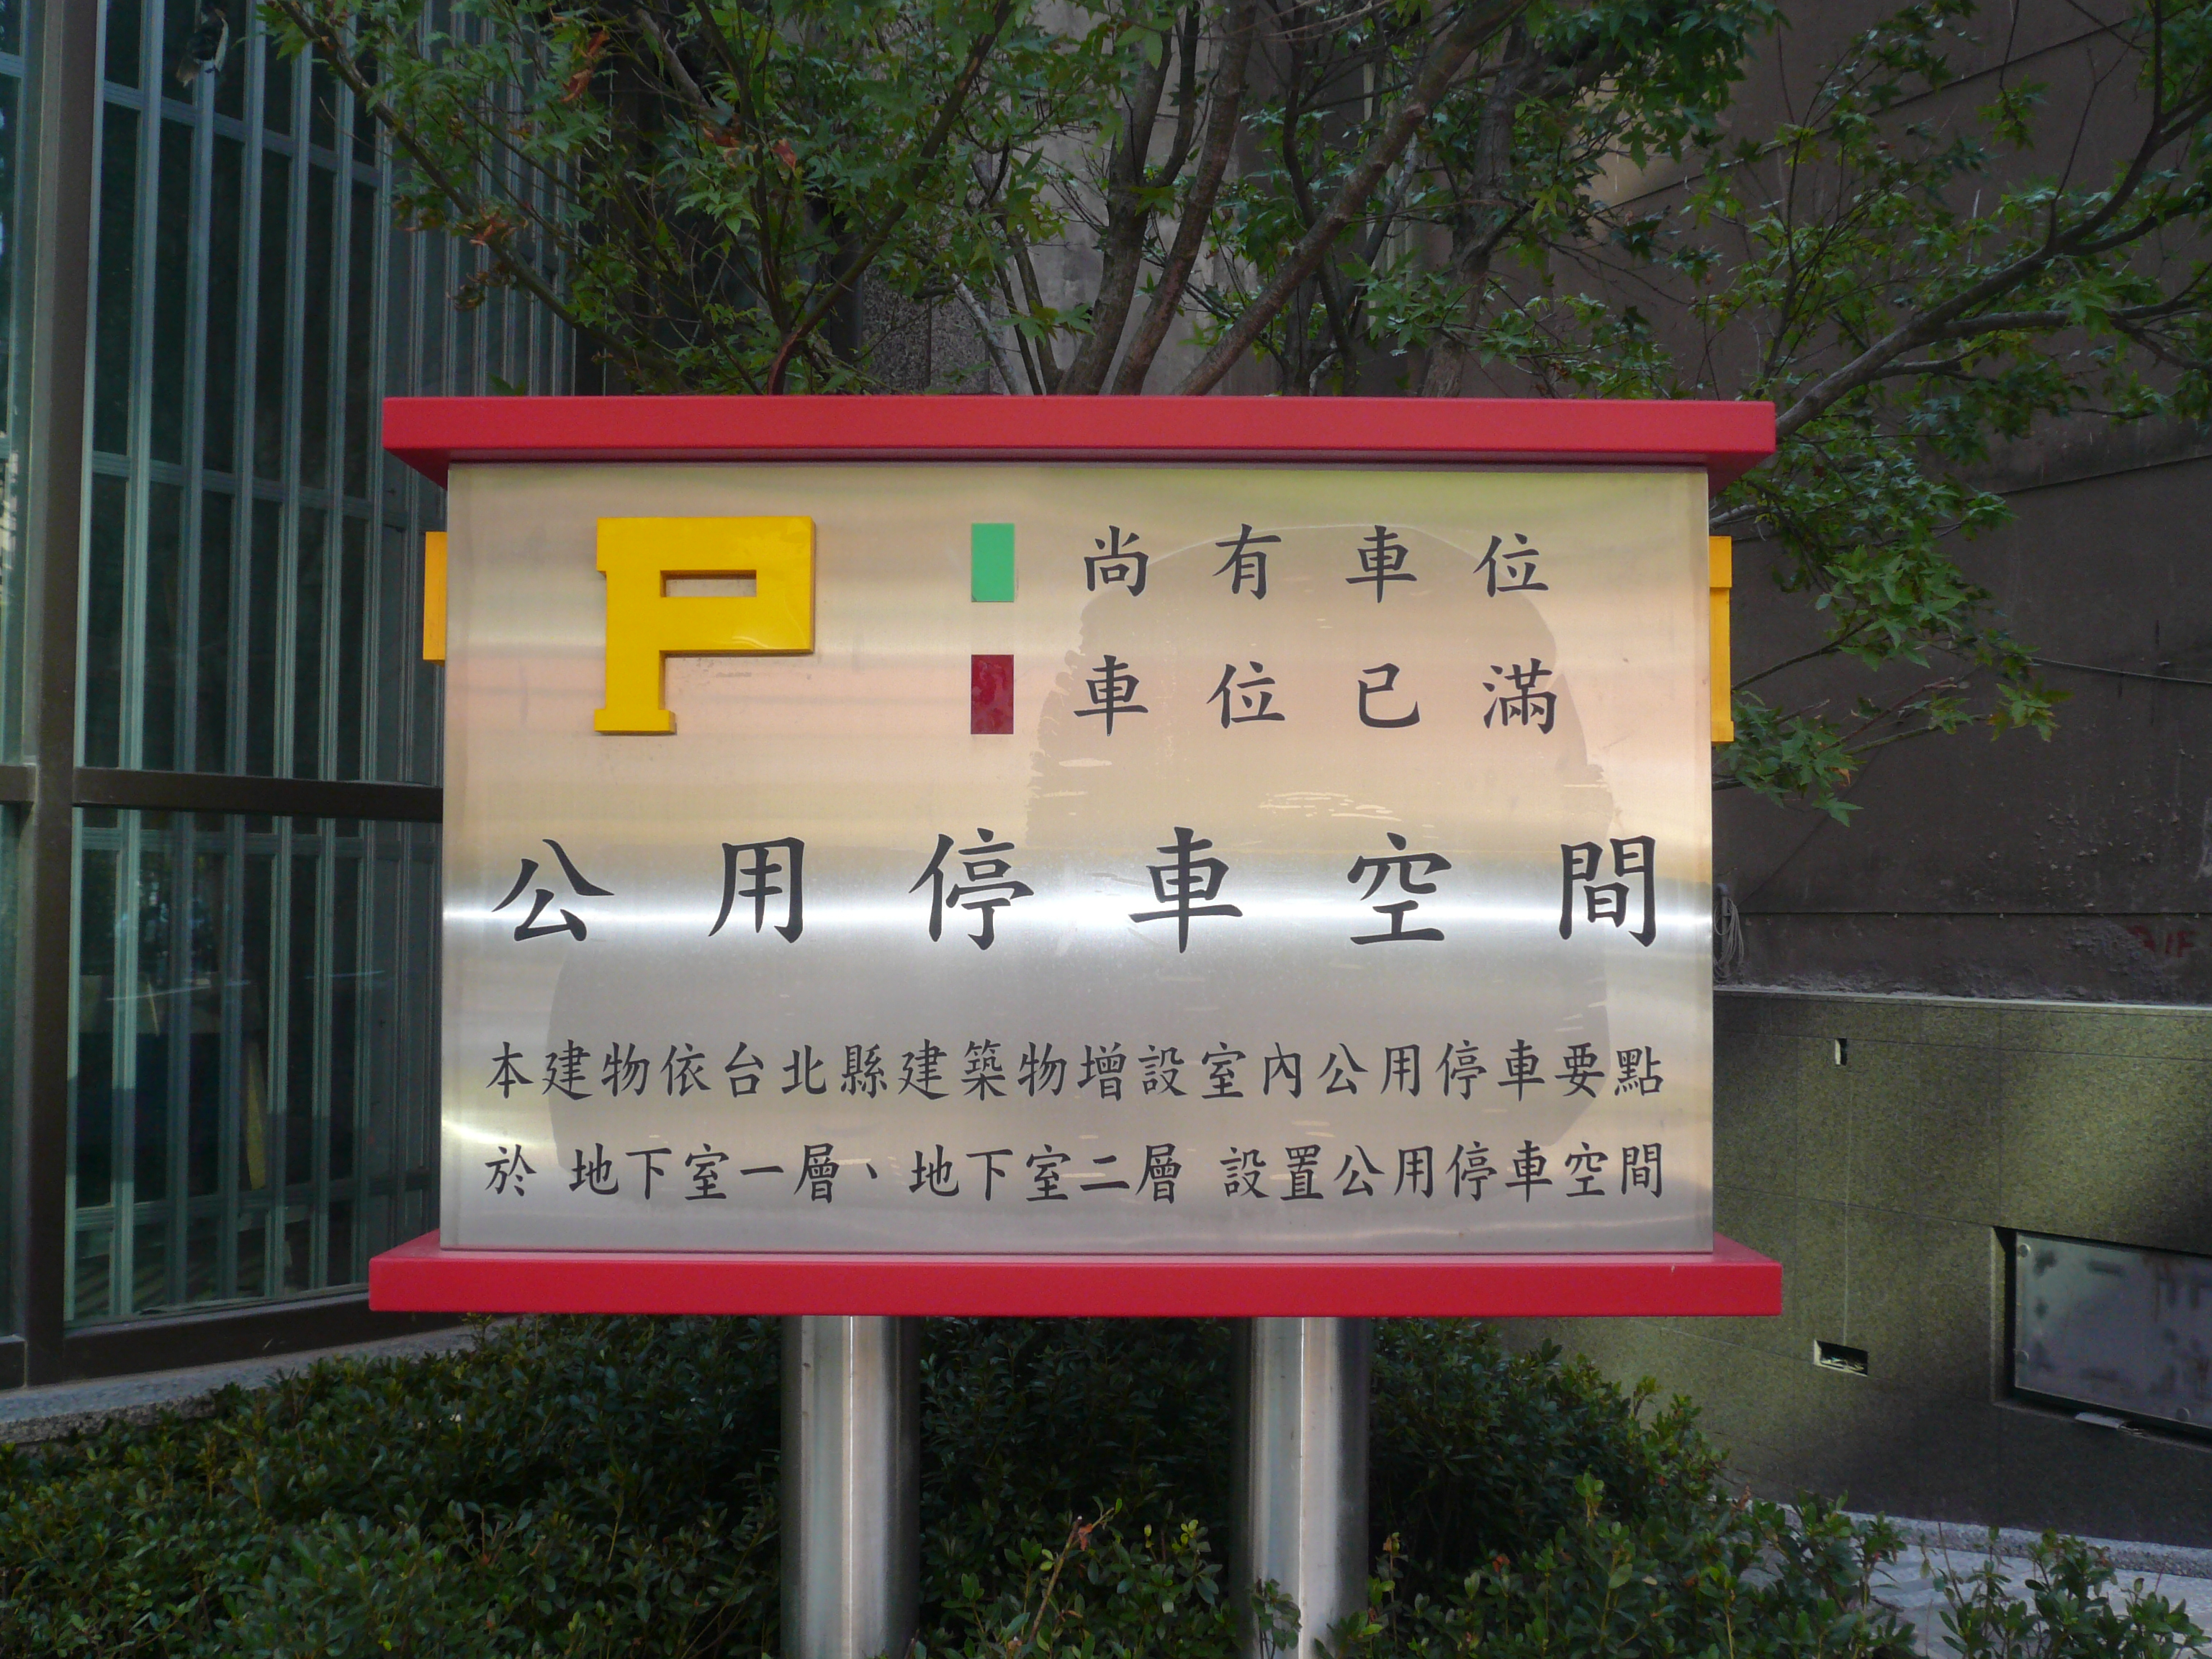 P
尚有車位
車位已滿
公用停車空間
本建物依台北縣建築物增設室內公用停車要點
於 地下室一層、地下室二層 設置公用停車空間